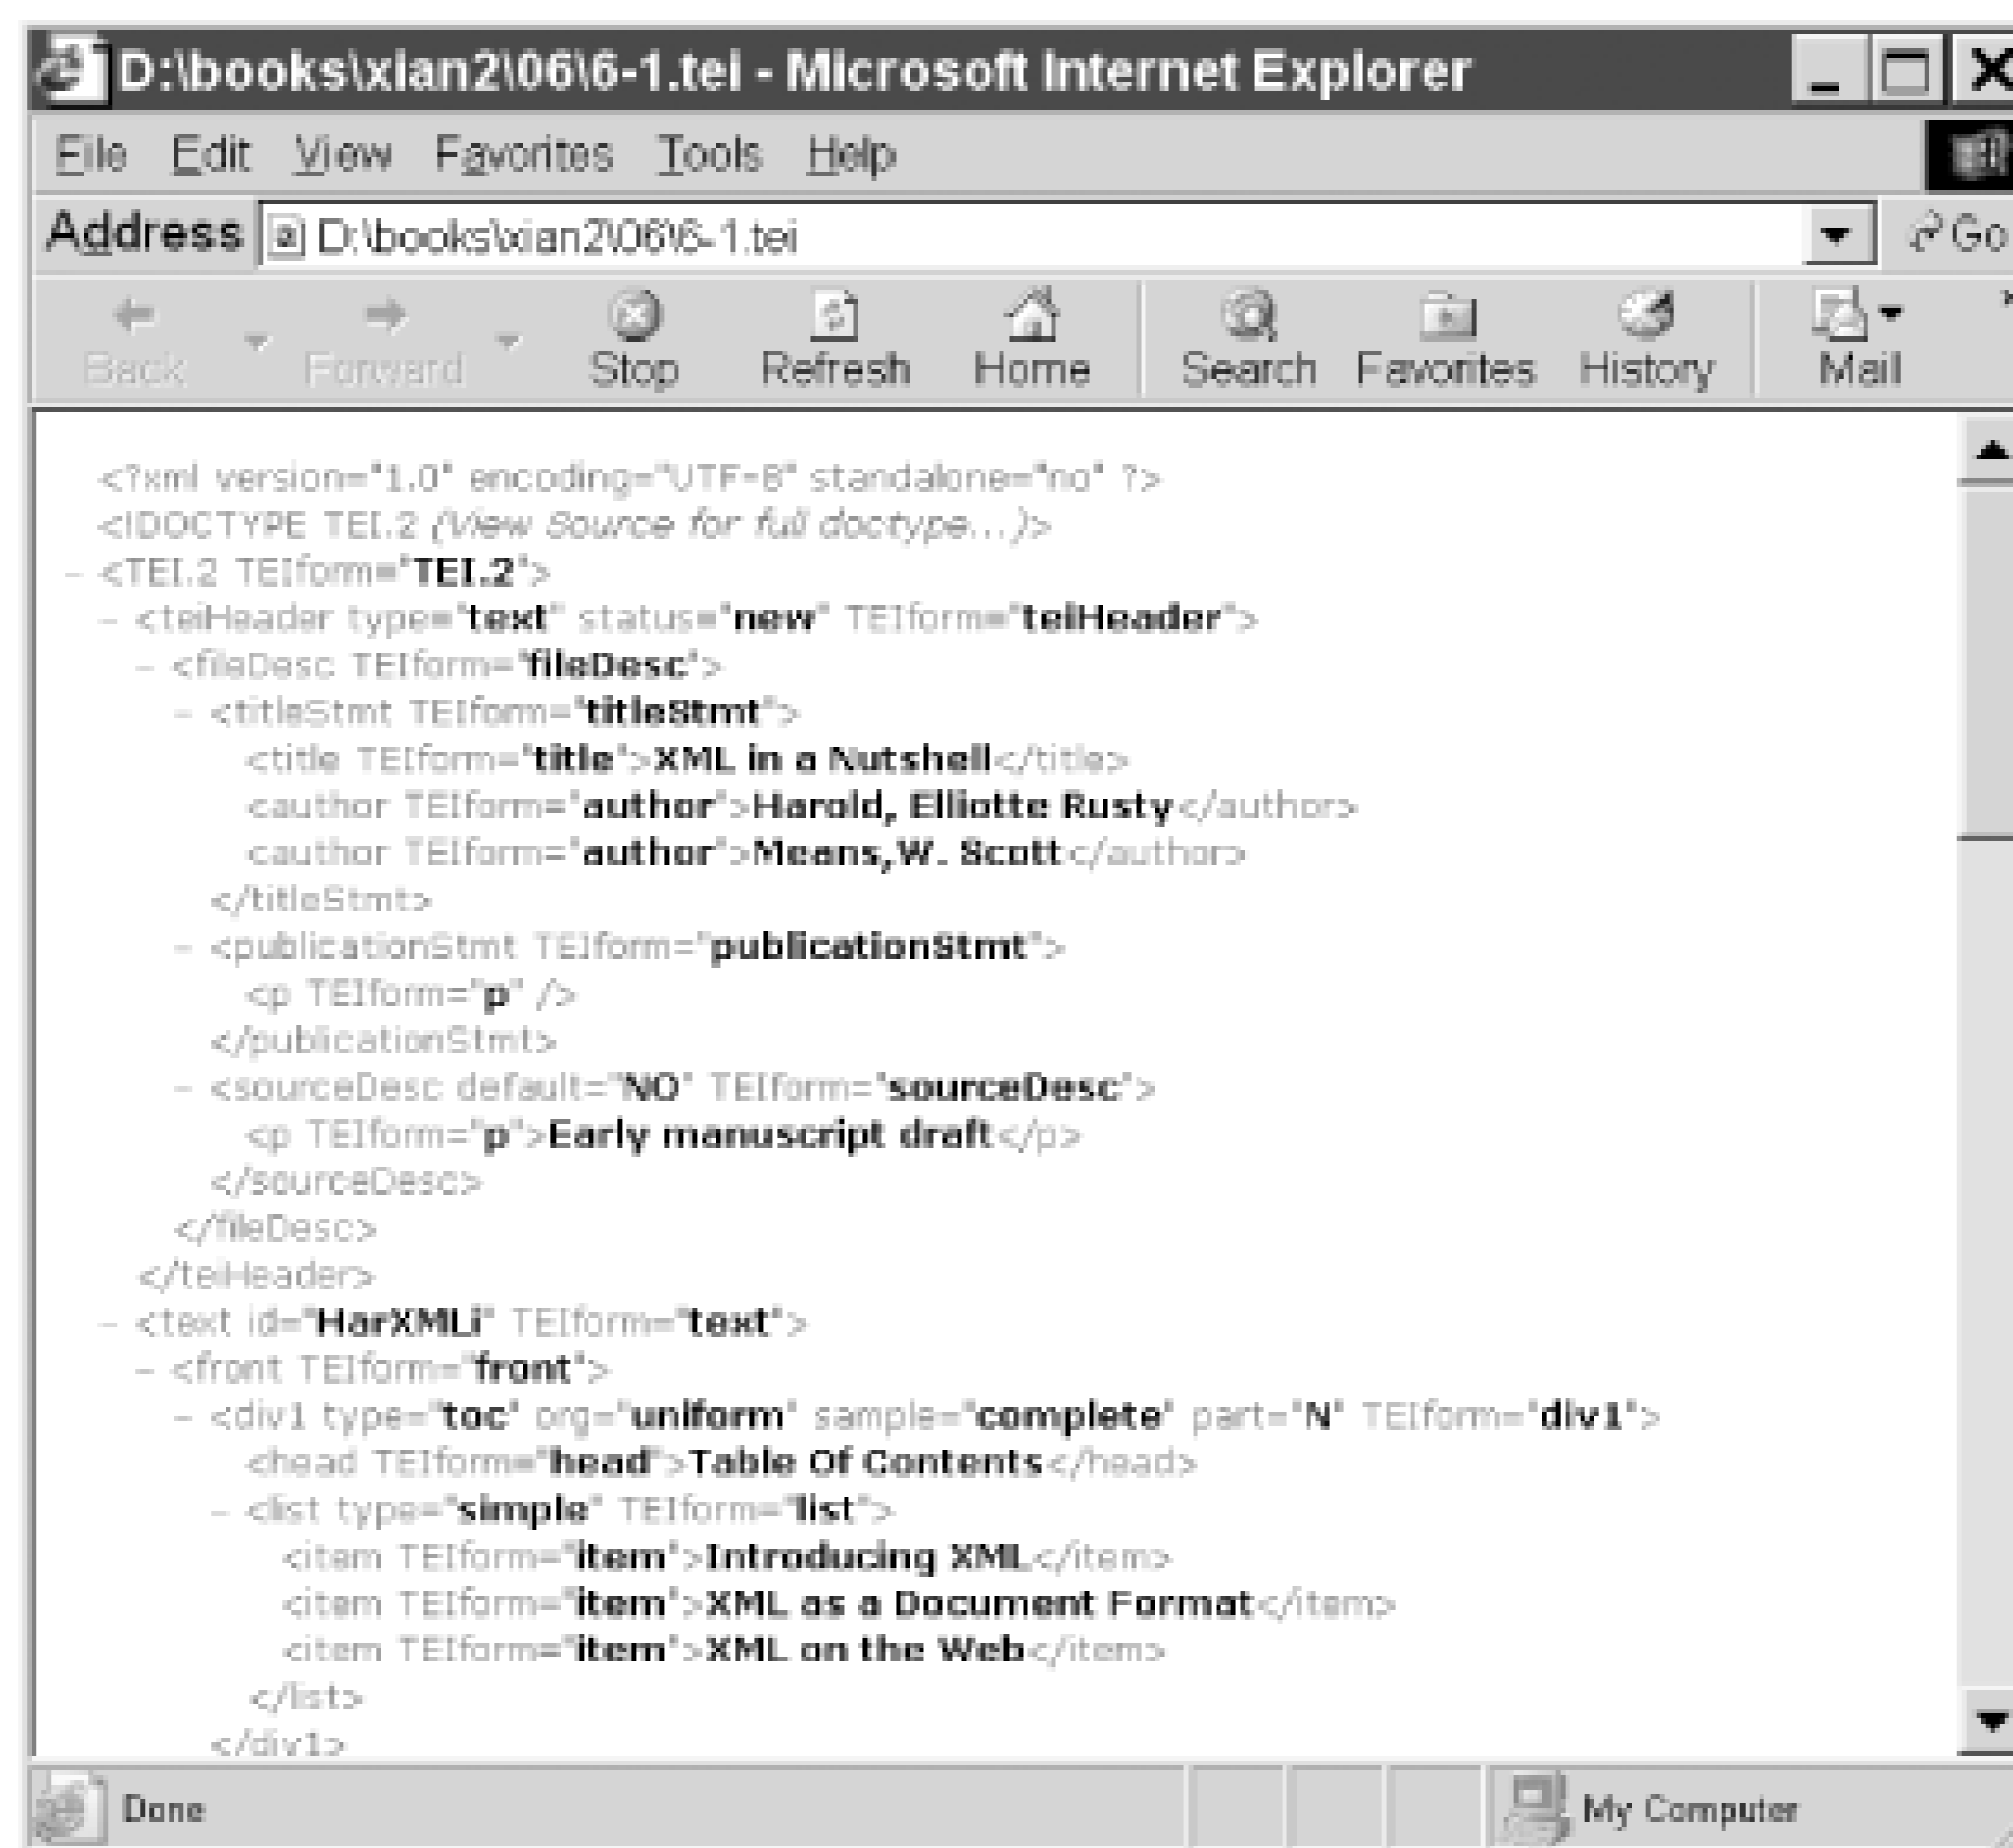 D:\books\xian2\06\6-1.tei - Microsoft Internet Explorer
File Edit View Favorites Tools Help
Address D:\books\xian2\06\6-1.tei Go
Back Forward Stop Refresh Home Search Favorites History Mail
<?xml version="1.0" encoding="UTF-8" standalone="no" ?>
<!DOCTYPE TEI.2 (View Source for full doctype...)>
- <TEI.2 TEIform="TEI.2">
- <teiHeader type="text" status="new" TEIform="teiHeader">
- <fileDesc TEIform="fileDesc">
- <titleStmt TEIform="titleStmt">
<title TEIform="title">XML in a Nutshell</title>
<author TEIform="author">Harold, Elliotte Rusty</author>
<author TEIform="author">Means,W. Scott</author>
</titleStmt>
- <publicationStmt TEIform="publicationStmt">
<p TEIform="p" />
</publicationStmt>
- <sourceDesc default="NO" TEIform="sourceDesc">
<p TEIform="p">Early manuscript draft</p>
</sourceDesc>
</fileDesc>
</teiHeader>
- <text id="HarXMLi" TEIform="text">
- <front TEIform="front">
- <div1 type="toc" org="uniform" sample="complete" part="N" TEIform="div1">
<head TEIform="head">Table Of Contents</head>
- <list type="simple" TEIform="list">
<item TEIform="item">Introducing XML</item>
<item TEIform="item">XML as a Document Format</item>
<item TEIform="item">XML on the Web</item>
</list>
</div1>
Done My Computer